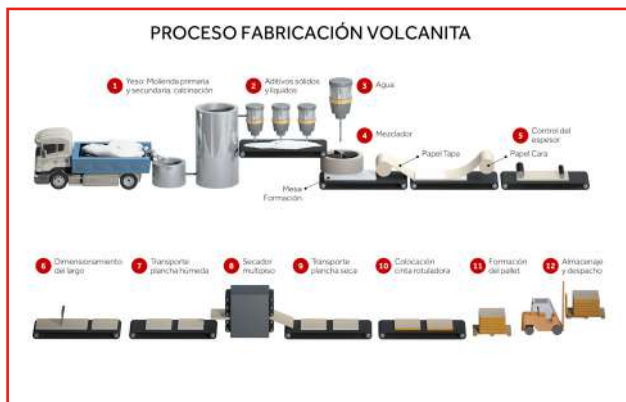 PROCESO FABRICACIÓN VOLCANITA
1 Yeso: Molienda primaria
y secundaria: calcinación
2 Aditivos sólidos
y líquidos
3 Agua
4 Mezclador
Papel Tapa
5 Control del
espesor
Papel Cara
Mesa
Formación
6 Dimensionamiento
del largo
7 Transporte
plancha húmeda
8 Secador
multipiso
9 Transporte
plancha seca
10 Colocación
cinta rotuladora
11 Formación
del pallet
12 Almacenaje
y despacho